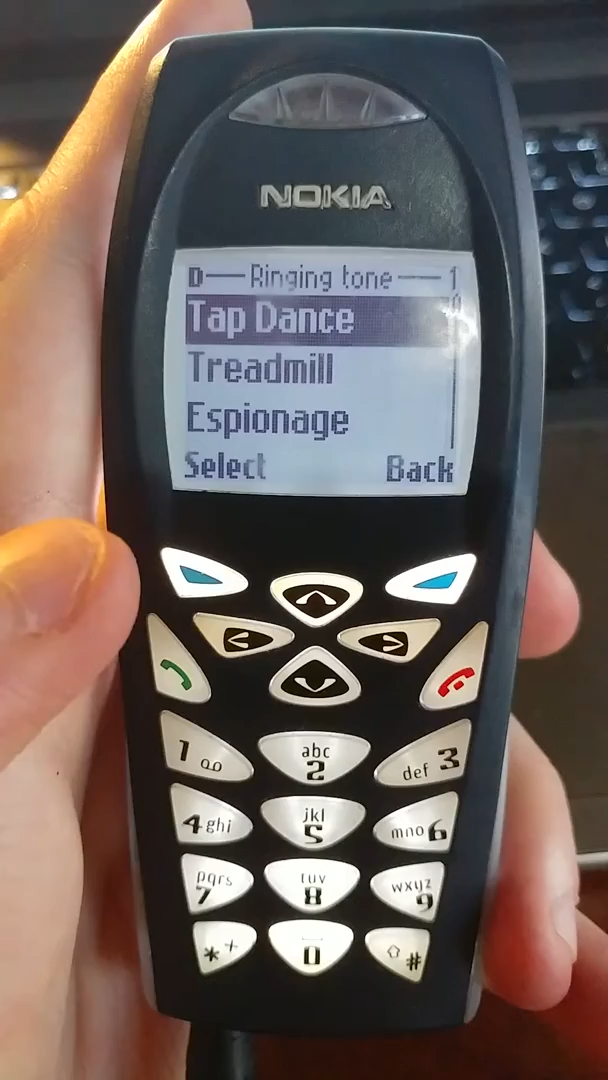 NOKIA
D Ringing tone 1
Tap Dance
Treadmill
Espionage
Select Back
1 abc 2 def 3
4 ghi jkl 5 mno 6
pqrs 7 tuv 8 wxyz 9
* + 0 #